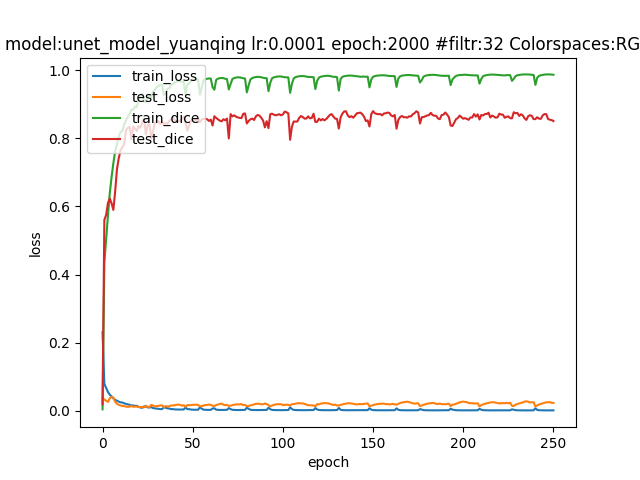 model:unet_model_yuanqing lr:0.0001 epoch:2000 #filtr:32 Colorspaces:RG
train_loss
test_loss
train_dice
test_dice
1.0
0.8
0.6
0.4
0.2
0.0
loss
0 50 100 150 200 250
epoch